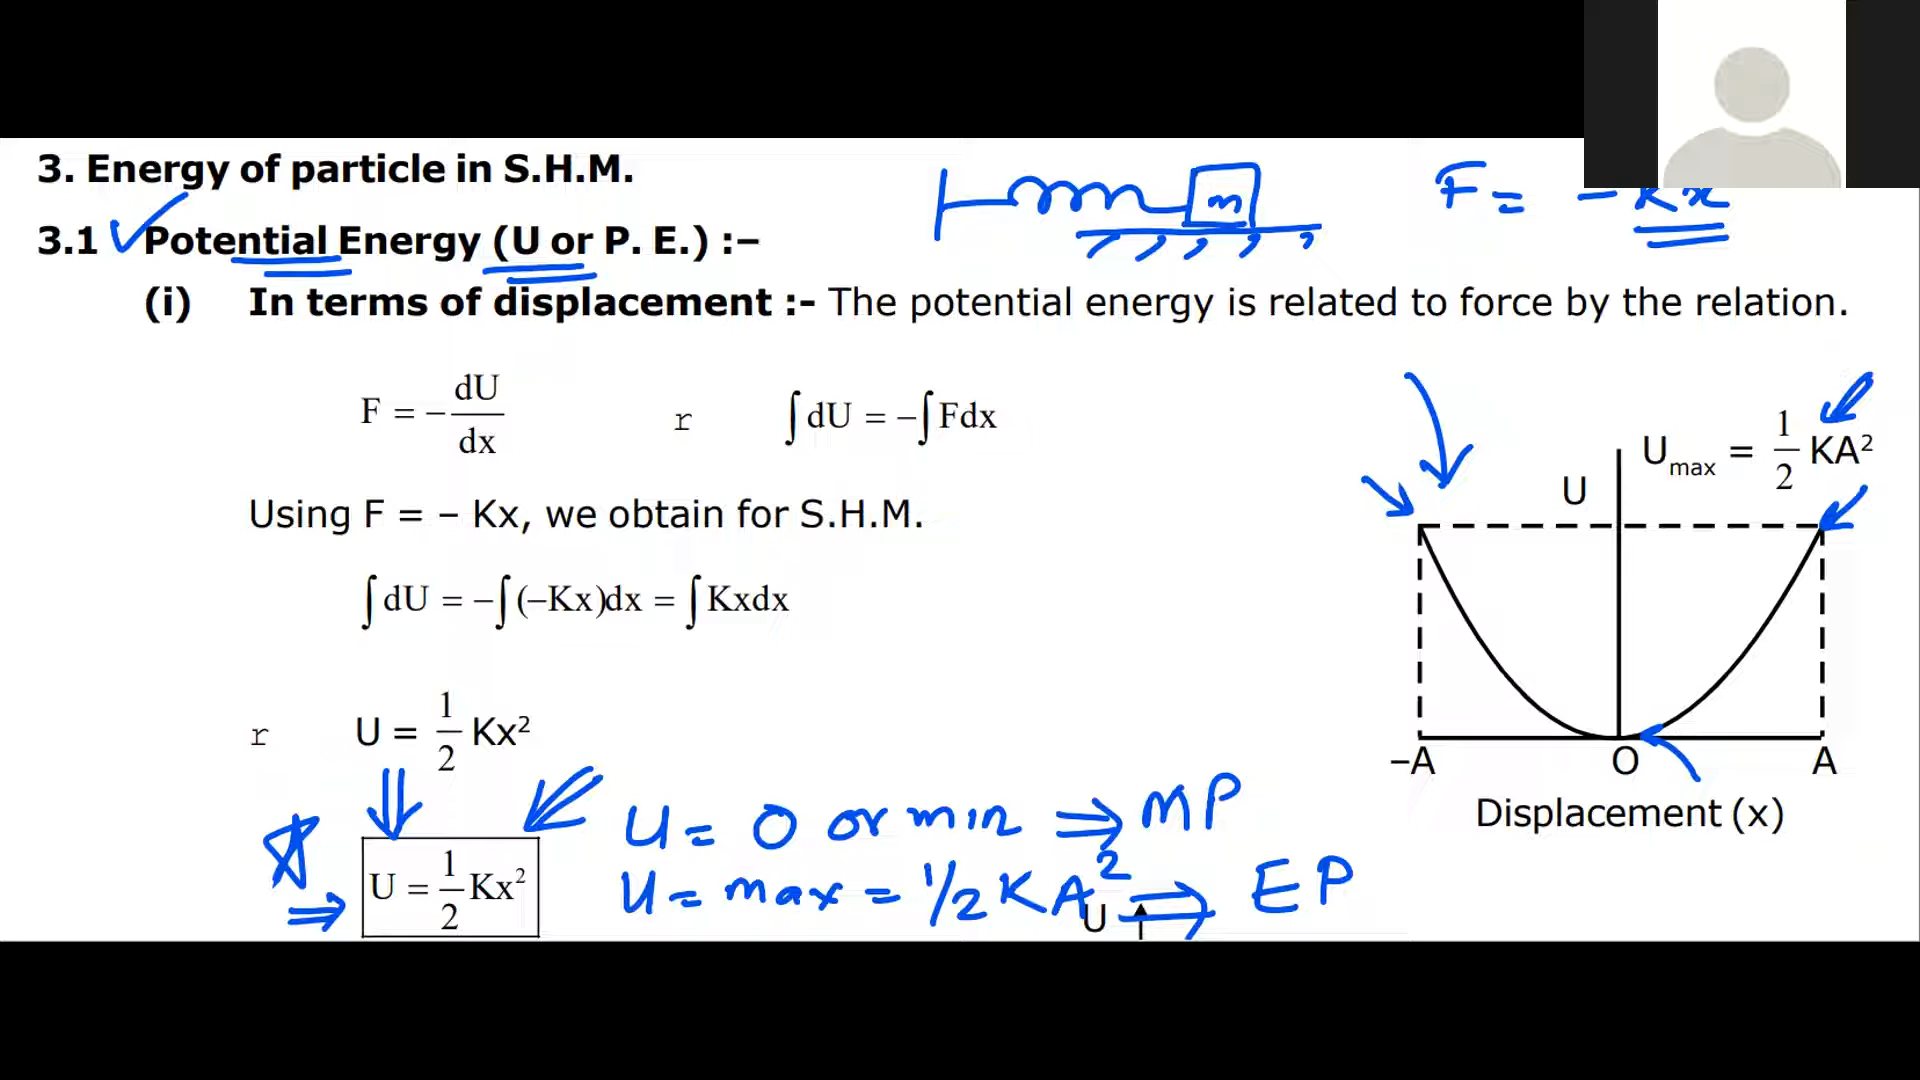 3. Energy of particle in S.H.M.
m
F = - Kx
3.1 Potential Energy (U or P. E.) :–
(i) In terms of displacement :- The potential energy is related to force by the relation.
F = – dU/dx r ∫dU = –∫Fdx
Using F = – Kx, we obtain for S.H.M.
∫dU = –∫(–Kx)dx = ∫Kxdx
r U = 1/2 Kx²
U = 1/2 Kx²
U = 0 or min ⇒ MP
U = max = 1/2 KA² ⇒ EP
U
Umax = 1/2 KA²
U
–A O A
Displacement (x)